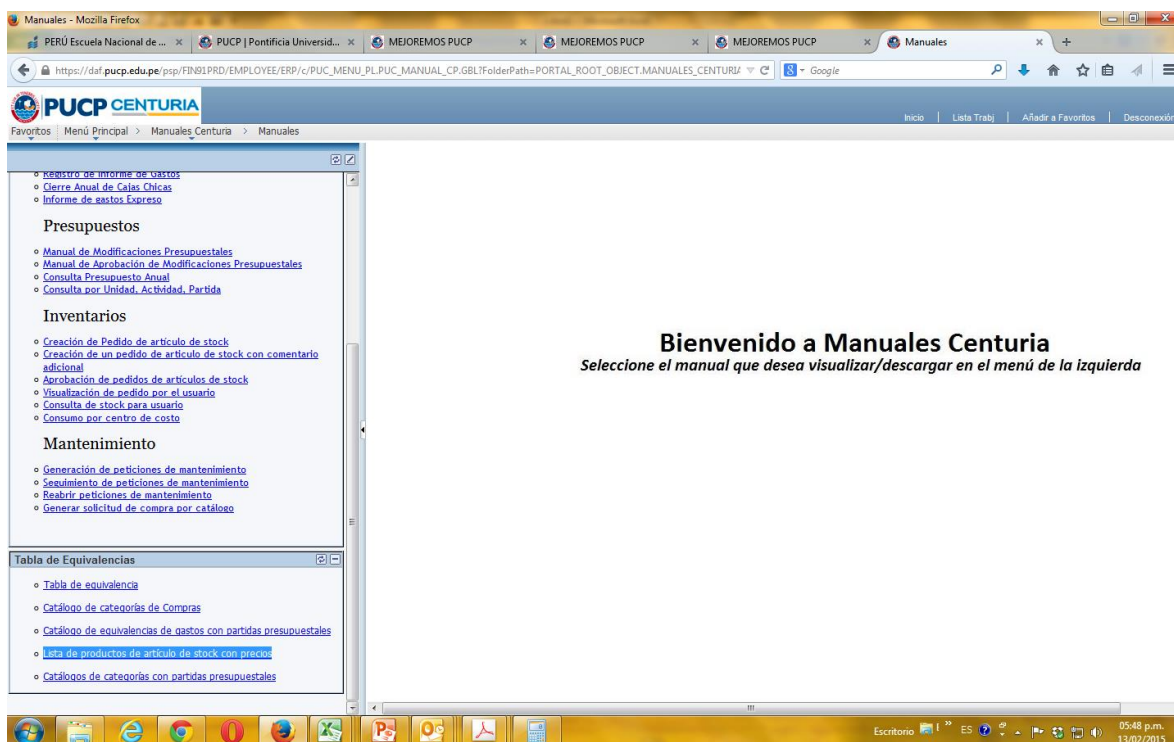 Manuales - Mozilla Firefox
PERÚ Escuela Nacional de ...
PUCP | Pontificia Universid...
MEJOREMOS PUCP
MEJOREMOS PUCP
MEJOREMOS PUCP
Manuales
https://daf.pucp.edu.pe/psp/FIN91PRD/EMPLOYEE/ERP/c/PUC_MENU_PL.PUC_MANUAL_CP.GBL?FolderPath=PORTAL_ROOT_OBJECT.MANUALES_CENTURIA
Google
PUCP CENTURIA
Inicio | Lista Trabj | Añadir a Favoritos | Desconexión
Favoritos | Menú Principal > Manuales Centuria > Manuales
Registro de Informe de Gastos
Cierre Anual de Cajas Chicas
Informe de gastos Expreso
Presupuestos
Manual de Modificaciones Presupuestales
Manual de Aprobación de Modificaciones Presupuestales
Consulta Presupuesto Anual
Consulta por Unidad, Actividad, Partida
Inventarios
Creación de Pedido de artículo de stock
Creación de un pedido de articulo de stock con comentario
adicional
Aprobación de pedidos de artículos de stock
Visualización de pedido por el usuario
Consulta de stock para usuario
Consumo por centro de costo
Mantenimiento
Generación de peticiones de mantenimiento
Seguimiento de peticiones de mantenimiento
Reabrir peticiones de mantenimiento
Generar solicitud de compra por catálogo
Tabla de Equivalencias
Tabla de equivalencia
Catálogo de categorías de Compras
Catálogo de equivalencias de gastos con partidas presupuestales
Lista de productos de artículo de stock con precios
Catálogos de categorías con partidas presupuestales
Bienvenido a Manuales Centuria
Seleccione el manual que desea visualizar/descargar en el menú de la izquierda
Escritorio
ES
05:48 p.m.
13/02/2015